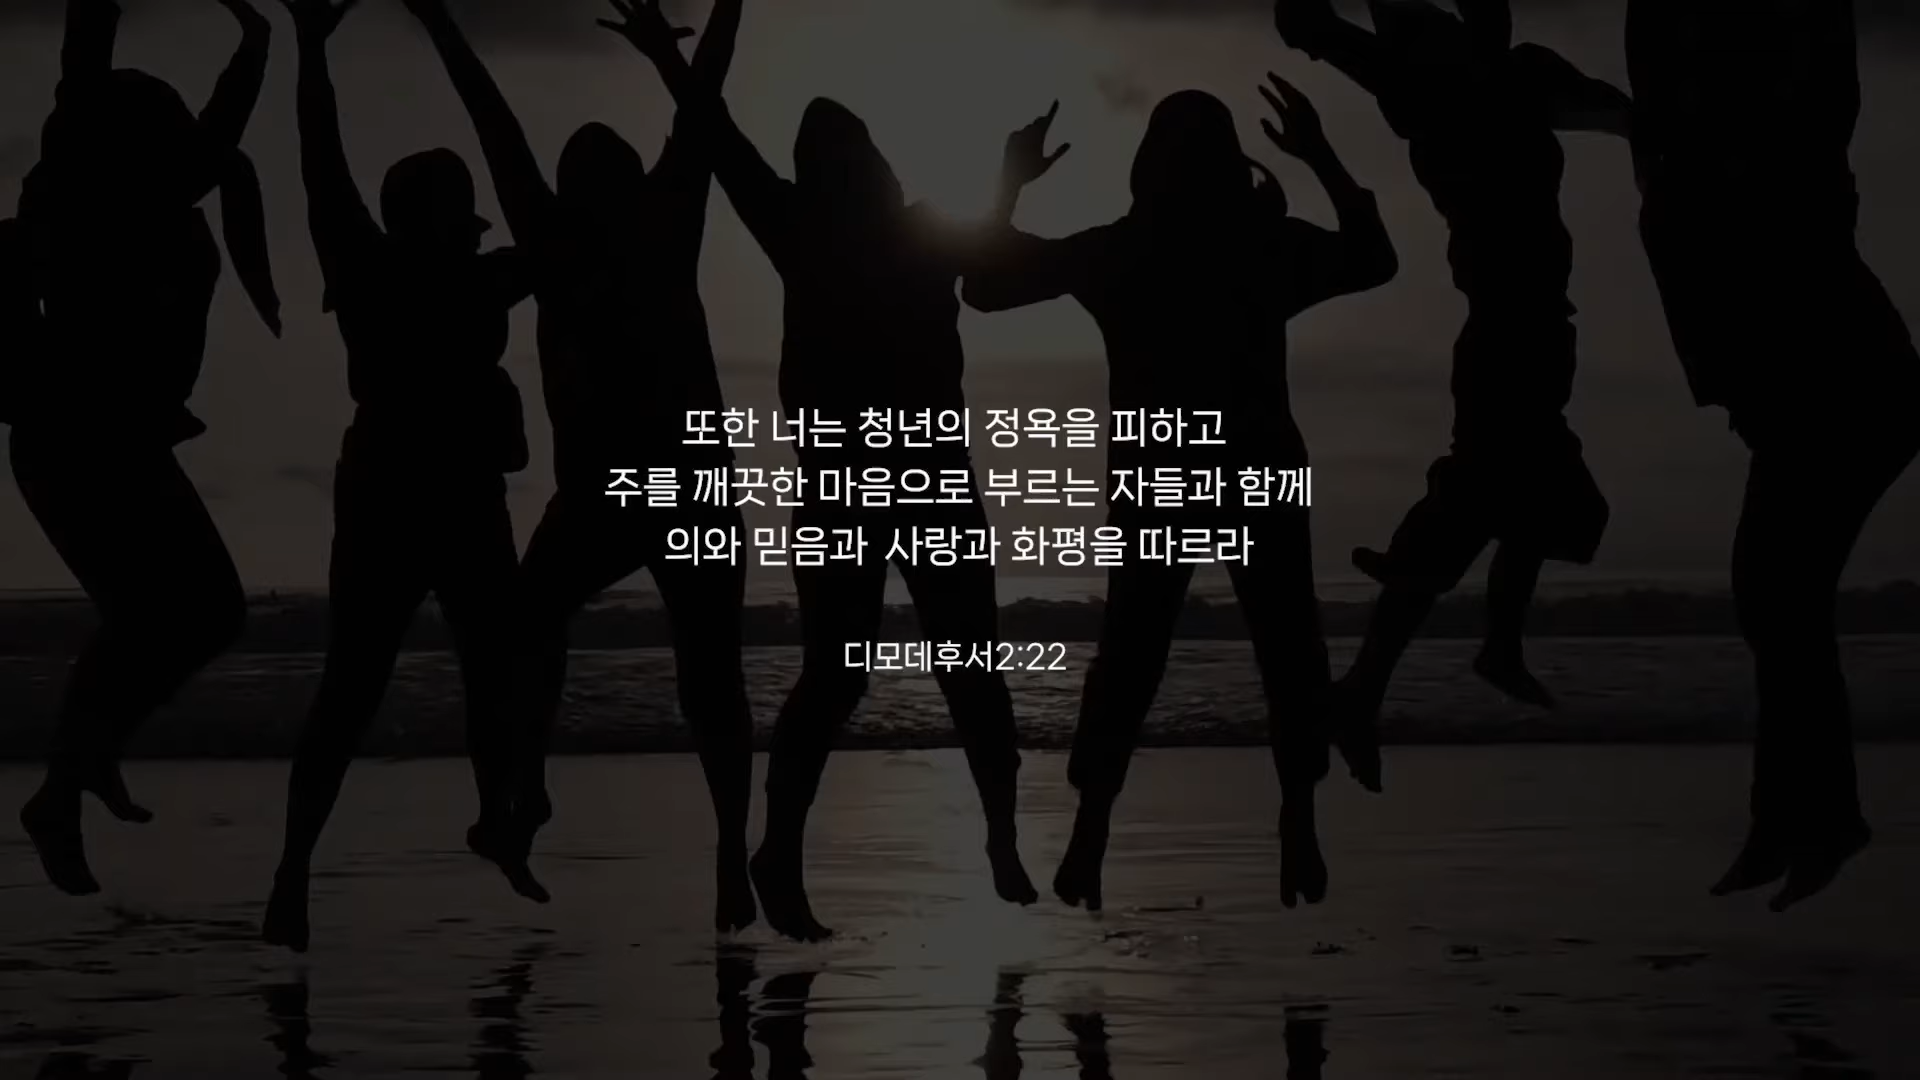 또한 너는 청년의 정욕을 피하고
주를 깨끗한 마음으로 부르는 자들과 함께
의와 믿음과 사랑과 화평을 따르라
디모데후서2:22